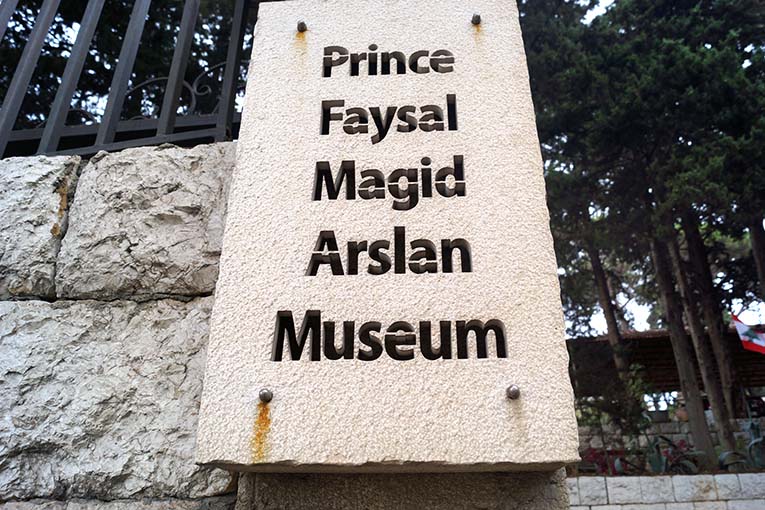 Prince
Faysal
Magid
Arslan
Museum